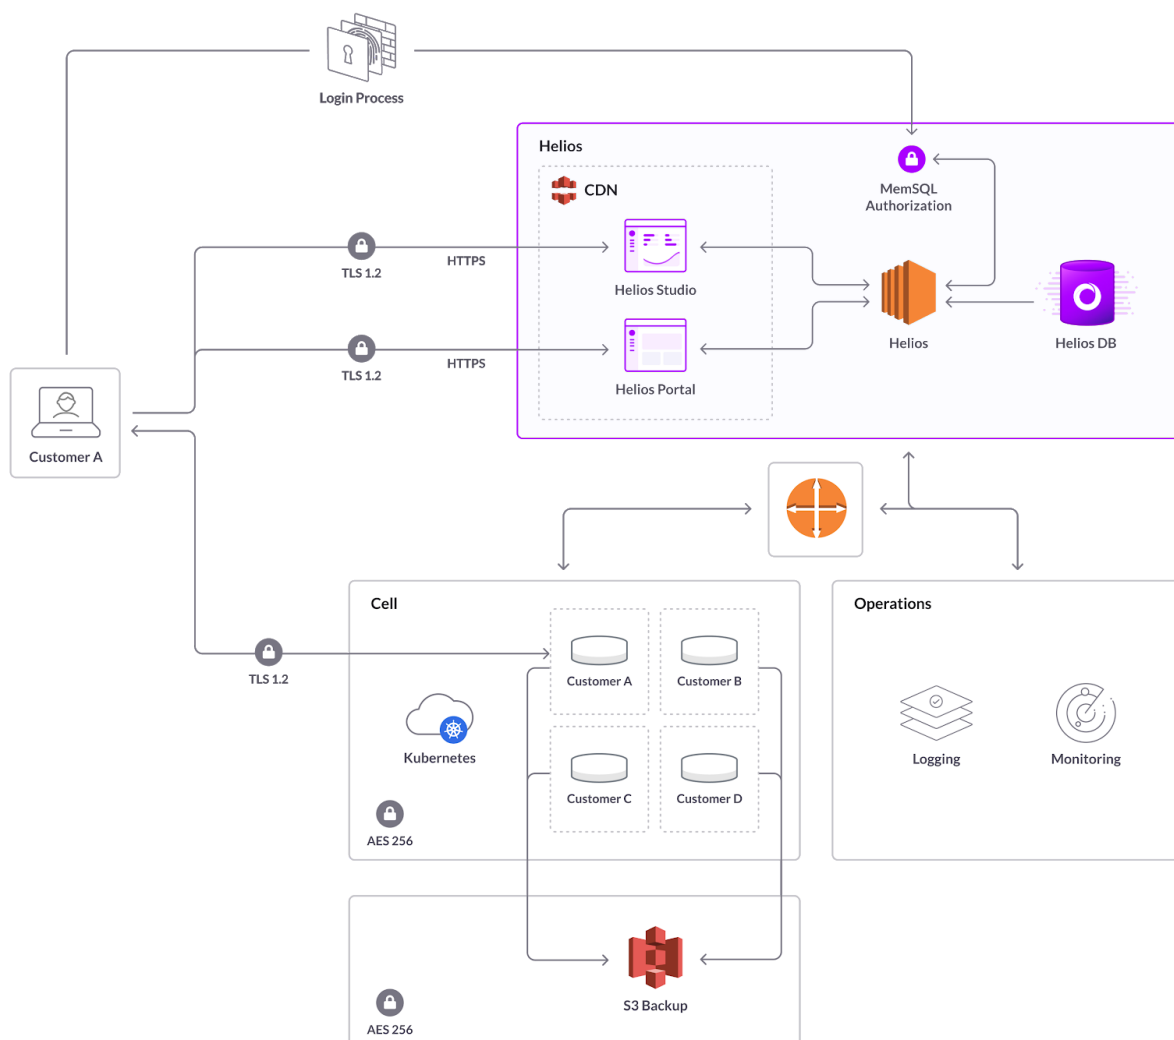 Login Process
Helios
MemSQL
Authorization
CDN
TLS 1.2
HTTPS
Helios Studio
Helios
Helios DB
TLS 1.2
HTTPS
Helios Portal
Customer A
Cell
Operations
TLS 1.2
Customer A
Customer B
Kubernetes
Logging
Monitoring
Customer C
Customer D
AES 256
S3 Backup
AES 256